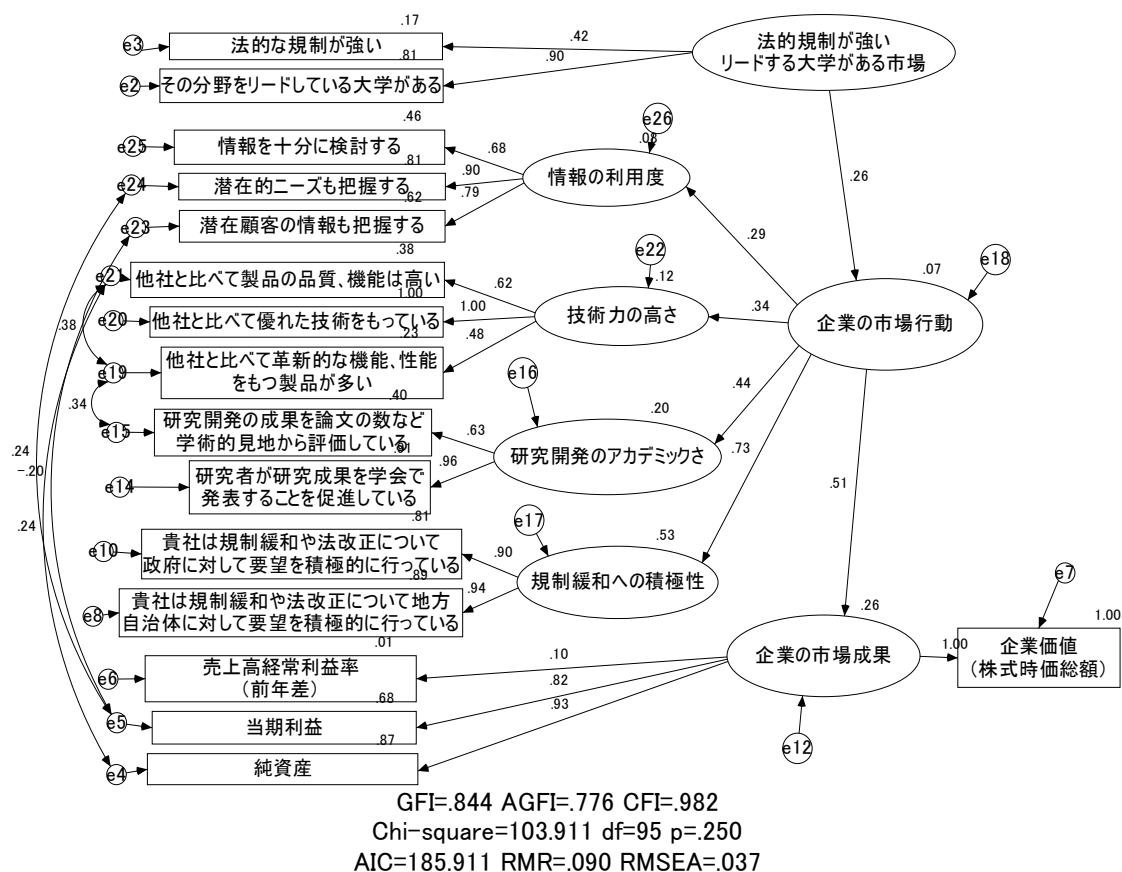 .17
e3
法的な規制が強い
.42
法的規制が強い
リードする大学がある市場
.81
.90
e2
その分野をリードしている大学がある
.46
e26
.08
e25
情報を十分に検討する
.68
.81
.90
情報の利用度
.26
e24
潜在的ニーズも把握する
.62
.79
e23
潜在顧客の情報も把握する
.29
.38
e22
.12
.07
e18
e21
他社と比べて製品の品質、機能は高い
.62
1.00
1.00
技術力の高さ
.34
企業の市場行動
.38
e20
他社と比べて優れた技術をもっている
.23
.48
e19
他社と比べて革新的な機能、性能
をもつ製品が多い
e16
.40
.44
.34
.20
e15
研究開発の成果を論文の数など
学術的見地から評価している
.63
研究開発のアカデミックさ
.73
.24
-.20
.96
.51
e14
研究者が研究成果を学会で
発表することを促進している
.81
e17
.24
.53
e10
貴社は規制緩和や法改正について
政府に対して要望を積極的に行っている
.90
.89
規制緩和への積極性
.94
e7
e8
貴社は規制緩和や法改正について地方
自治体に対して要望を積極的に行っている
.01
.26
1.00
e6
売上高経常利益率
（前年差）
.10
企業の市場成果
1.00
企業価値
（株式時価総額）
.68
.82
.93
e5
当期利益
.87
e12
e4
純資産
GFI=.844 AGFI=.776 CFI=.982
Chi-square=103.911 df=95 p=.250
AIC=185.911 RMR=.090 RMSEA=.037